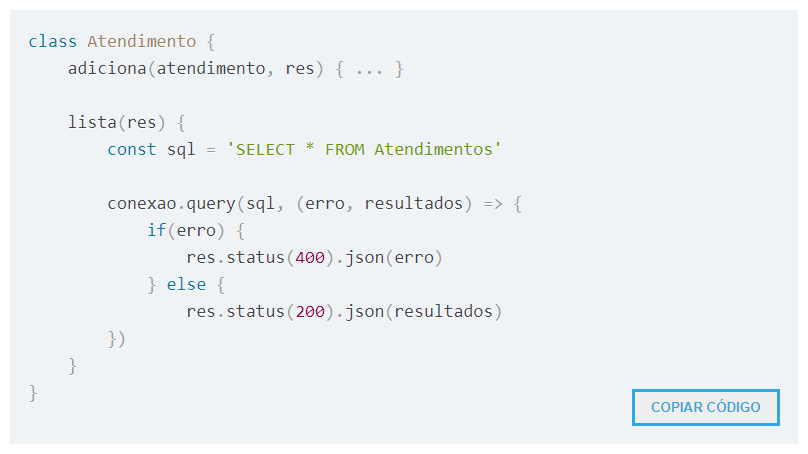 class Atendimento {
    adiciona(atendimento, res) { ... }

    lista(res) {
        const sql = 'SELECT * FROM Atendimentos'

        conexao.query(sql, (erro, resultados) => {
            if(erro) {
                res.status(400).json(erro)
            } else {
                res.status(200).json(resultados)
        })
    }
}
COPIAR CÓDIGO